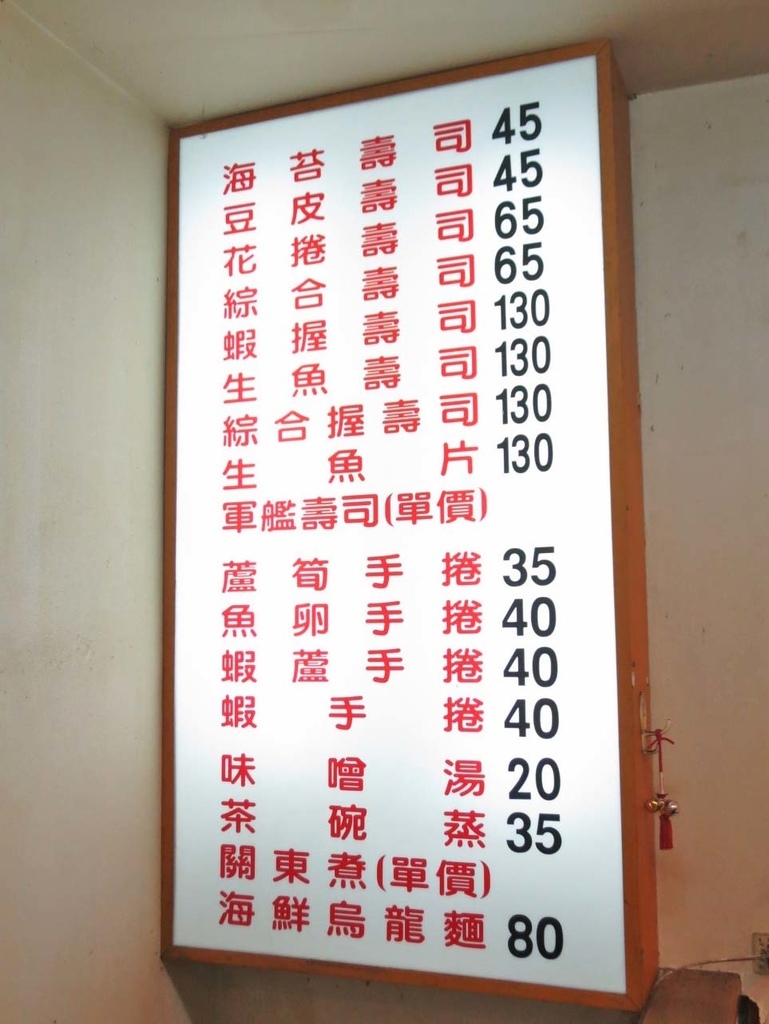 海苔壽司 45
豆皮壽司 45
花捲壽司 65
綜合壽司 65
蝦握壽司 130
生魚壽司 130
綜合握壽司 130
生魚片 130
軍艦壽司(單價)
蘆筍手捲 35
魚卵手捲 40
蝦蘆手捲 40
蝦手捲 40
味噌湯 20
茶碗蒸 35
關東煮(單價)
海鮮烏龍麵 80